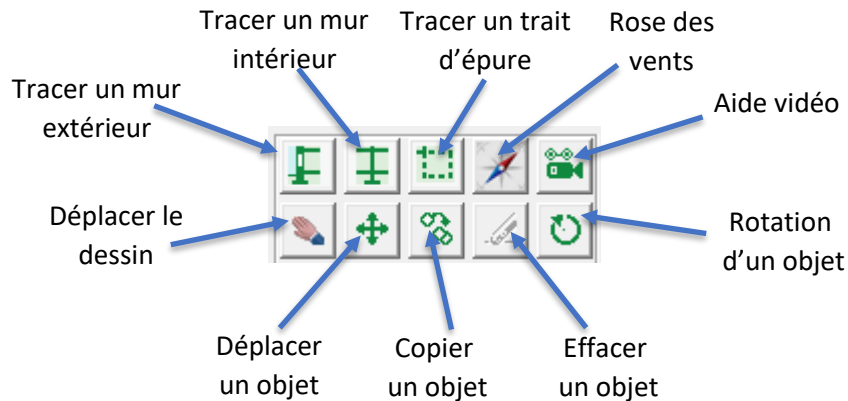 Tracer un mur
intérieur
Tracer un trait
d’épure
Rose des
vents
Tracer un mur
extérieur
Aide vidéo
Déplacer le
dessin
Rotation
d’un objet
Déplacer
un objet
Copier
un objet
Effacer
un objet